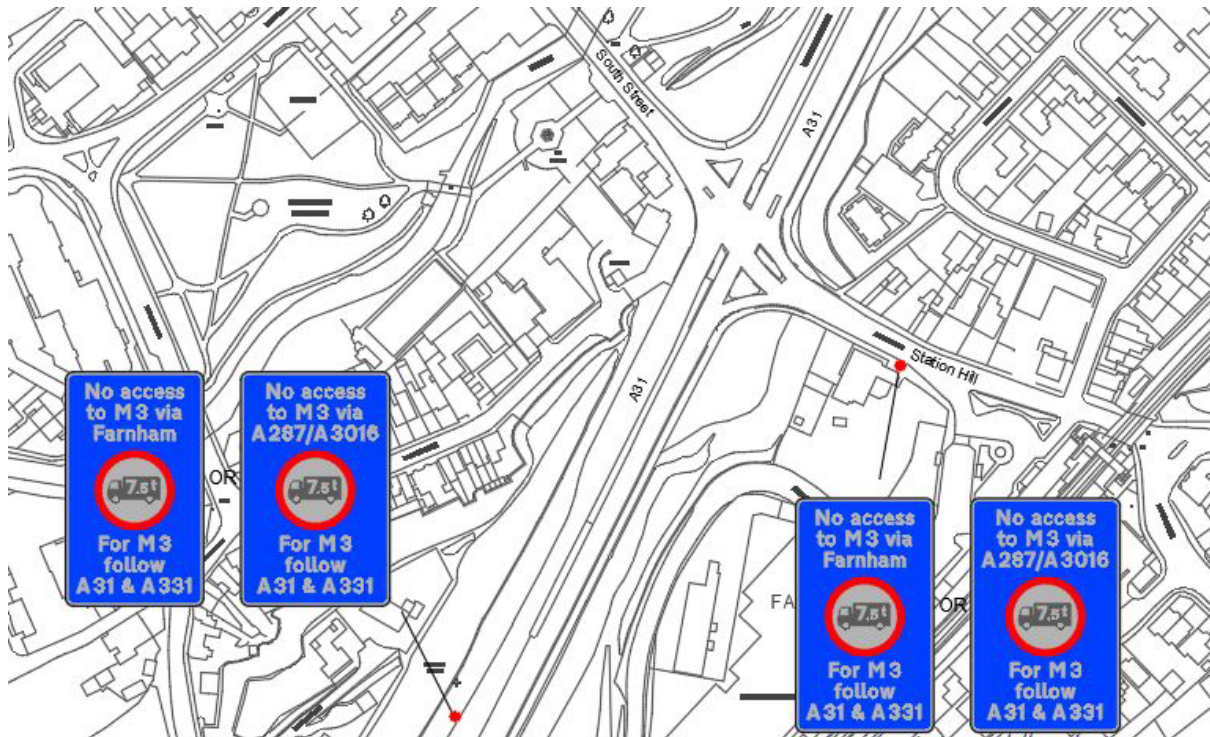 South Street
A31
A31
Station Hill
No access
to M3 via
Farnham
7.5t
For M3
follow
A31 & A331
OR
No access
to M3 via
A287/A3016
7.5t
For M3
follow
A31 & A331
No access
to M3 via
Farnham
7.5t
For M3
follow
A31 & A331
FA
OR
No access
to M3 via
A287/A3016
7.5t
For M3
follow
A31 & A331